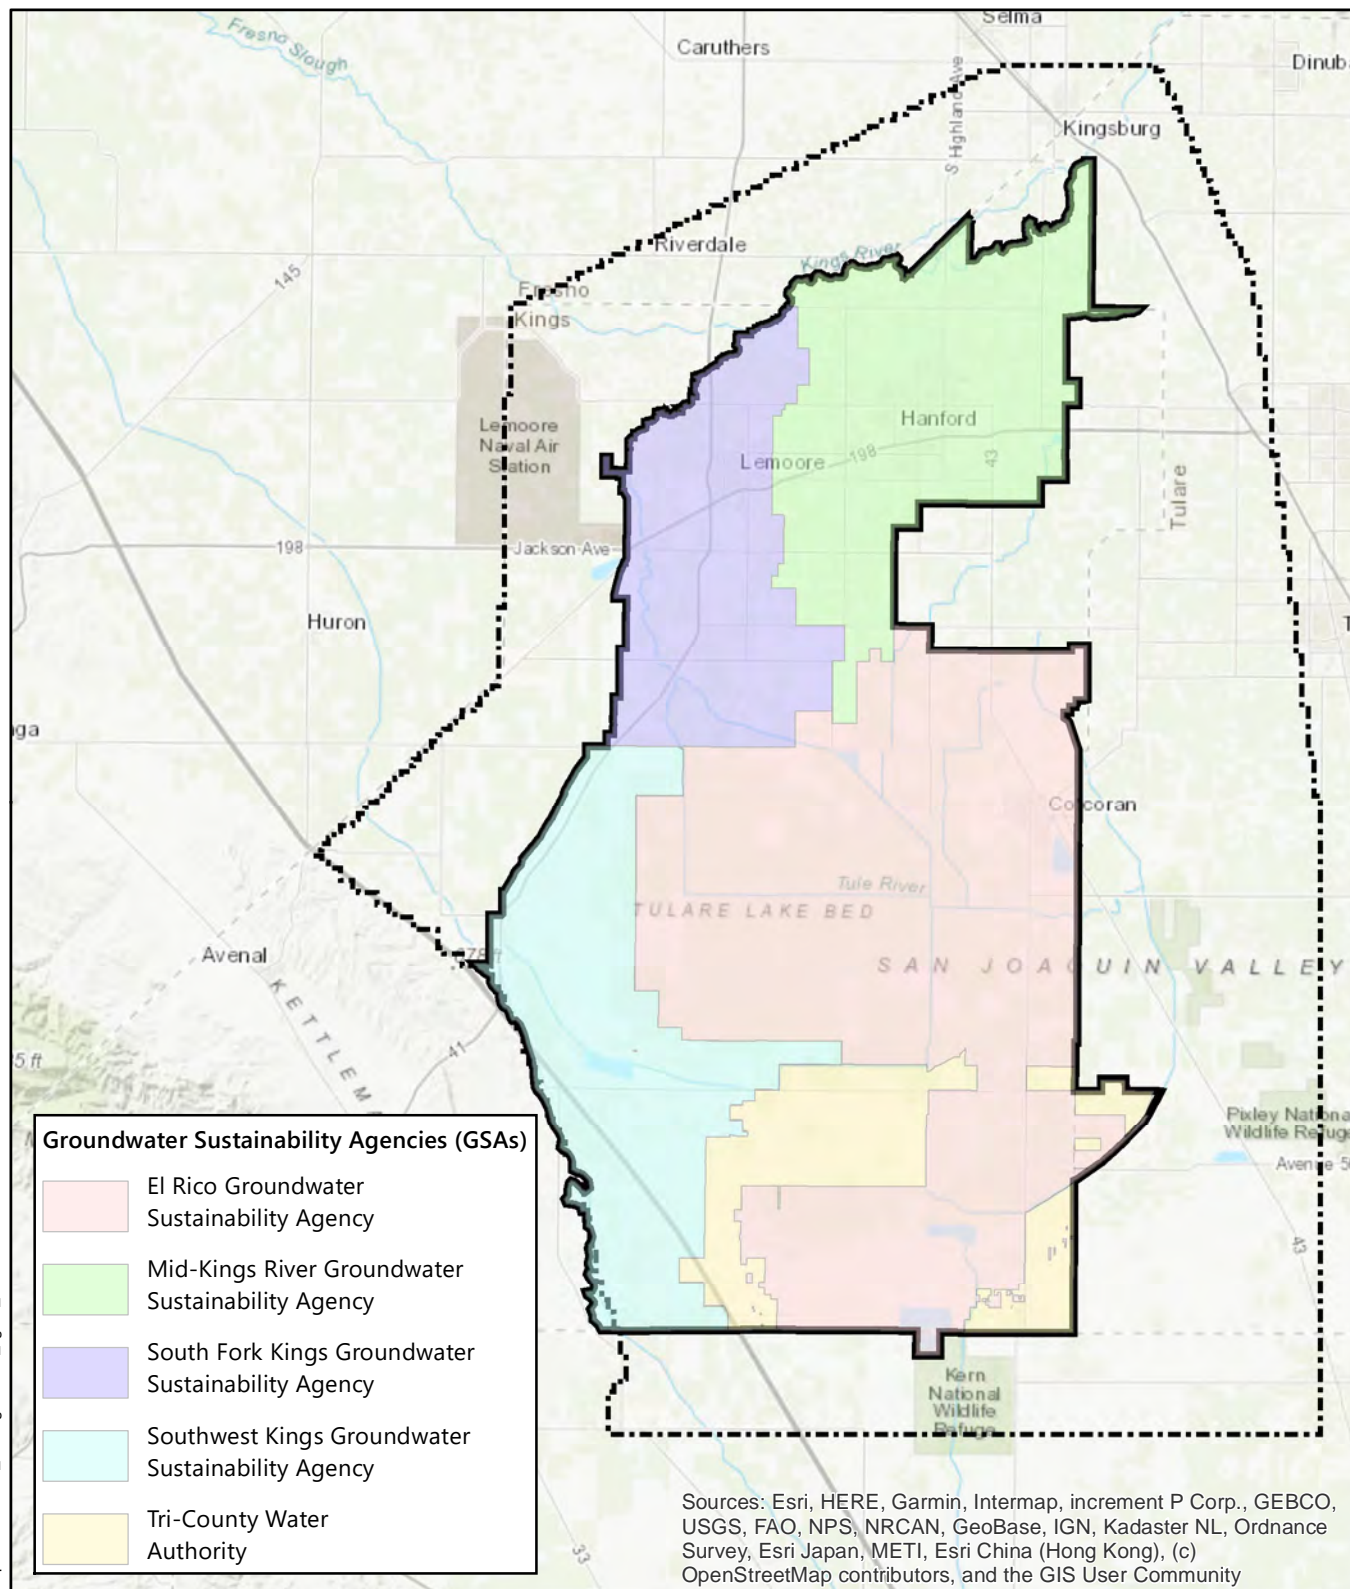 Selma
Fresno Slough
Caruthers
S Highland Ave
Kingsburg
Riverdale
Kings River
145
Fresno
Kings
Hanford
Lemoore
Naval Air
Station
Lemoore
198
43
Tulare
198
Jackson Ave
Huron
Corcoran
Tule River
TULARE LAKE BED
Avenal
SAN JOAQUIN VALLEY
41
5 ft
Pixley National
Wildlife Refuge
43
Kern
National
Wildlife
Refuge
33
Groundwater Sustainability Agencies (GSAs)
El Rico Groundwater
Sustainability Agency
Mid-Kings River Groundwater
Sustainability Agency
South Fork Kings Groundwater
Sustainability Agency
Southwest Kings Groundwater
Sustainability Agency
Tri-County Water
Authority
Sources: Esri, HERE, Garmin, Intermap, increment P Corp., GEBCO,
USGS, FAO, NPS, NRCAN, GeoBase, IGN, Kadaster NL, Ordnance
Survey, Esri Japan, METI, Esri China (Hong Kong), (c)
OpenStreetMap contributors, and the GIS User Community